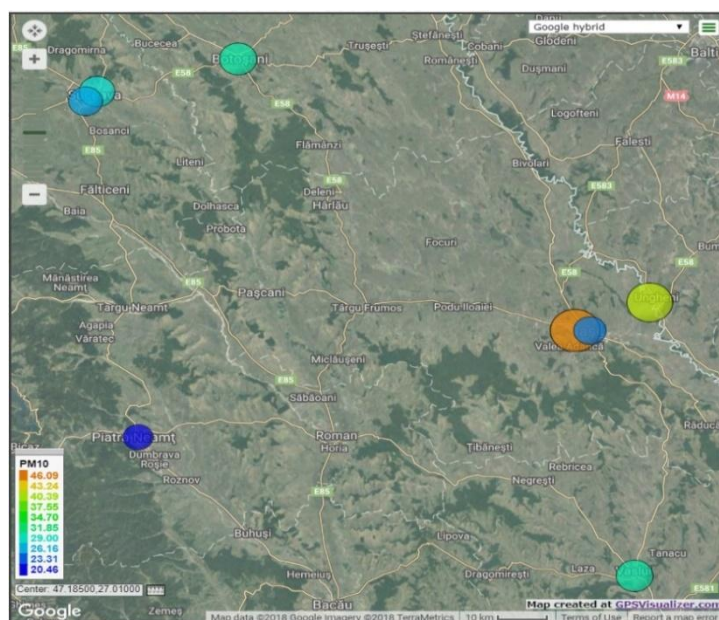 Google hybrid
Dragomirna
Bucecea
Trușești
Ștefănești
Cobani
Glodeni
Balti
E85
E58
Botoșani
Românești
Dușmani
E583
M14
E58
Bosanci
Logofteni
E85
Flămânzi
Falesti
Liteni
Bivolari
Fălticeni
E58
Deleni
E583
Baia
Dolhasca
Hârlău
Probota
Focuri
Mănăstirea
Neamț
E58
E85
Pașcani
Târgu Neamț
Târgu Frumos
Podu Iloaiei
Agapia
Văratec
Miclăușeni
E85
Săbăoani
Piatra Neamț
Roman
Horia
Dumbrava
Roșie
Țibănești
Roznov
Rebricea
Negrești
E85
Buhuși
Lipova
Tanacu
Hemeiuș
Dragomirești
Laza
Vaslui
E581
Bacău
Zemeș
PM10
46.09
43.24
40.39
37.55
34.70
31.85
29.00
26.16
23.31
20.46
Center: 47.18500,27.01000
Map created at GPSVisualizer.com
Google
Map data ©2018 Google Imagery ©2018 TerraMetrics
10 km
Terms of Use
Report a map error